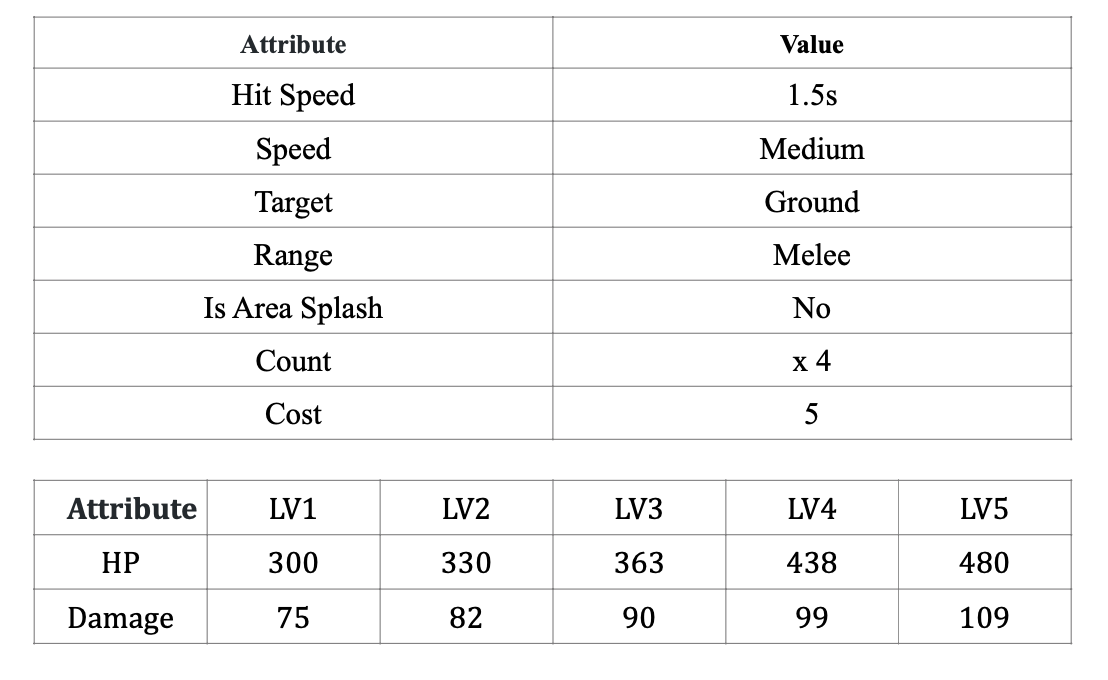 Attribute Value
Hit Speed 1.5s
Speed Medium
Target Ground
Range Melee
Is Area Splash No
Count x 4
Cost 5
Attribute LV1 LV2 LV3 LV4 LV5
HP 300 330 363 438 480
Damage 75 82 90 99 109